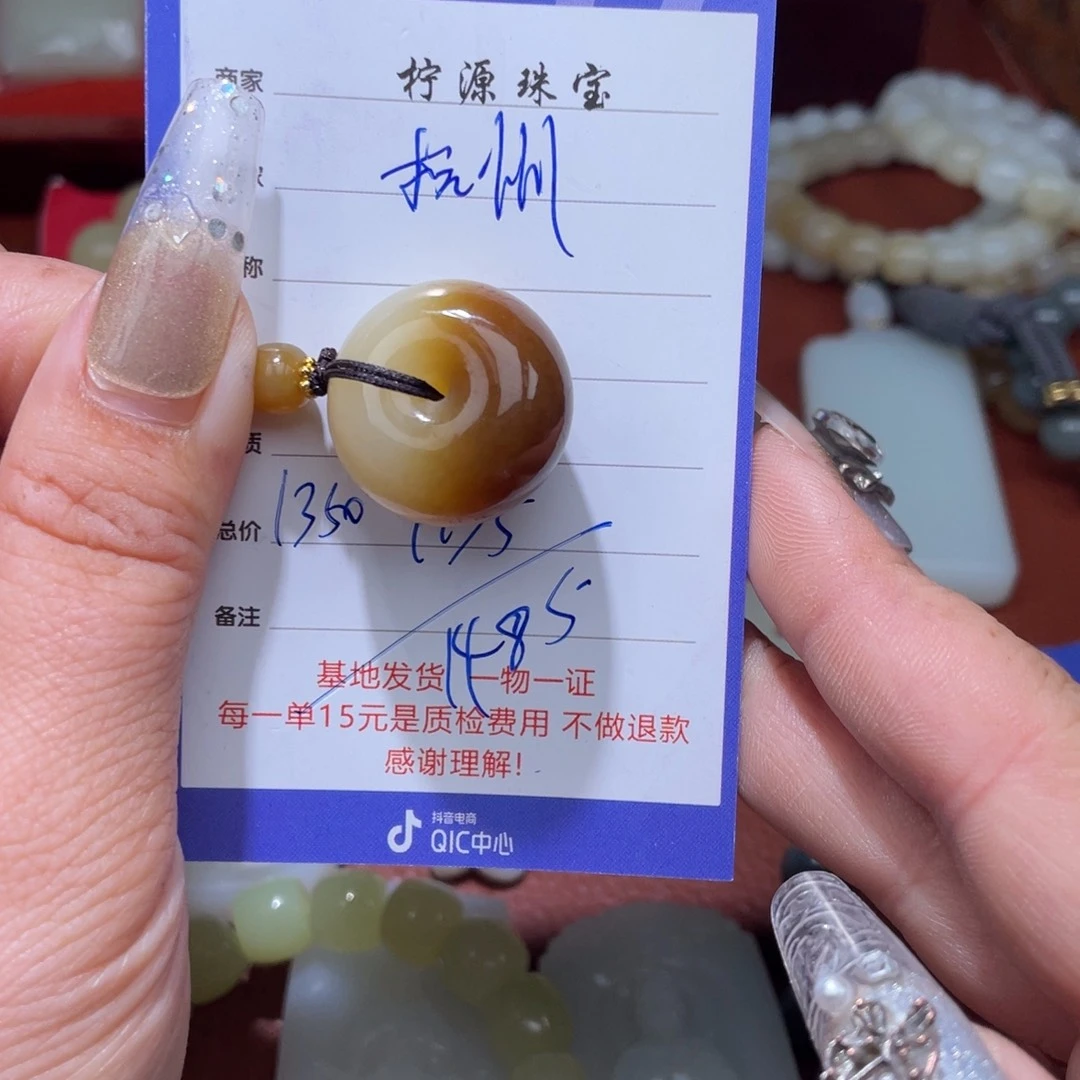 商家 柠源珠宝
杭州
称
质
总价 1350
1485
备注
基地发货 一物一证
每一单15元是质检费用 不做退款
感谢理解!
抖音电商
QIC中心